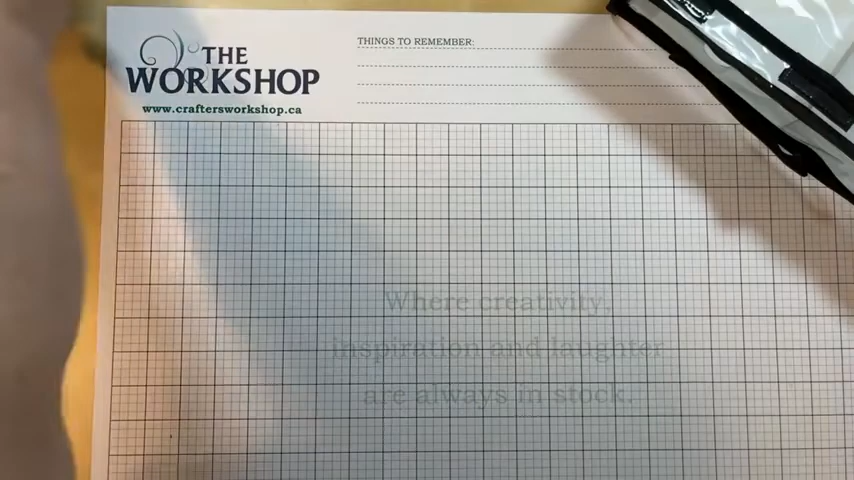 THE
WORKSHOP
www.craftersworkshop.ca
THINGS TO REMEMBER:
Where creativity,
inspiration and laughter
are always in stock.